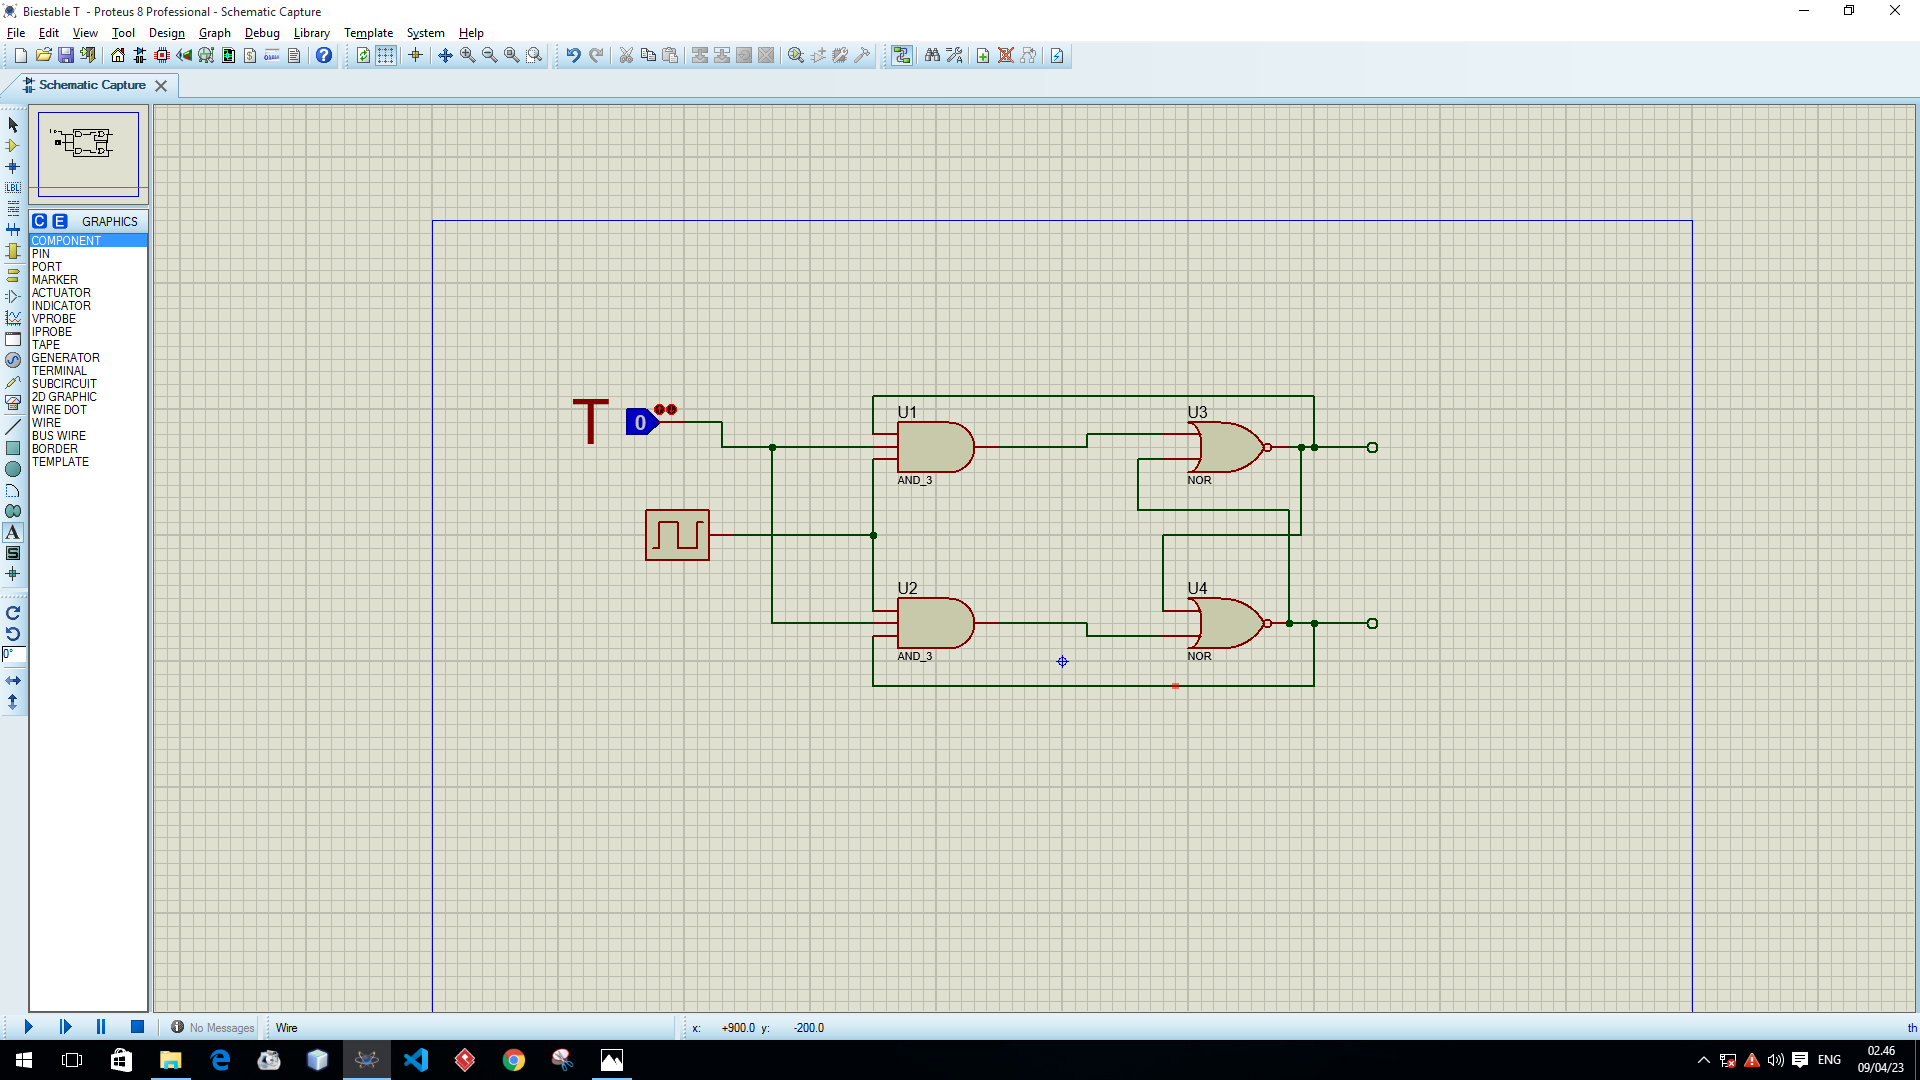 Biestable T - Proteus 8 Professional - Schematic Capture
File Edit View Tool Design Graph Debug Library Template System Help
Schematic Capture
LBL
C E GRAPHICS
COMPONENT
PIN
PORT
MARKER
ACTUATOR
INDICATOR
VPROBE
IPROBE
TAPE
GENERATOR
TERMINAL
SUBCIRCUIT
2D GRAPHIC
WIRE DOT
WIRE
BUS WIRE
BORDER
TEMPLATE
A
S
0°
T
0
U1
AND_3
U3
NOR
U2
AND_3
U4
NOR
No Messages Wire x: +900.0 y: -200.0 th
ENG
02.46
09/04/23